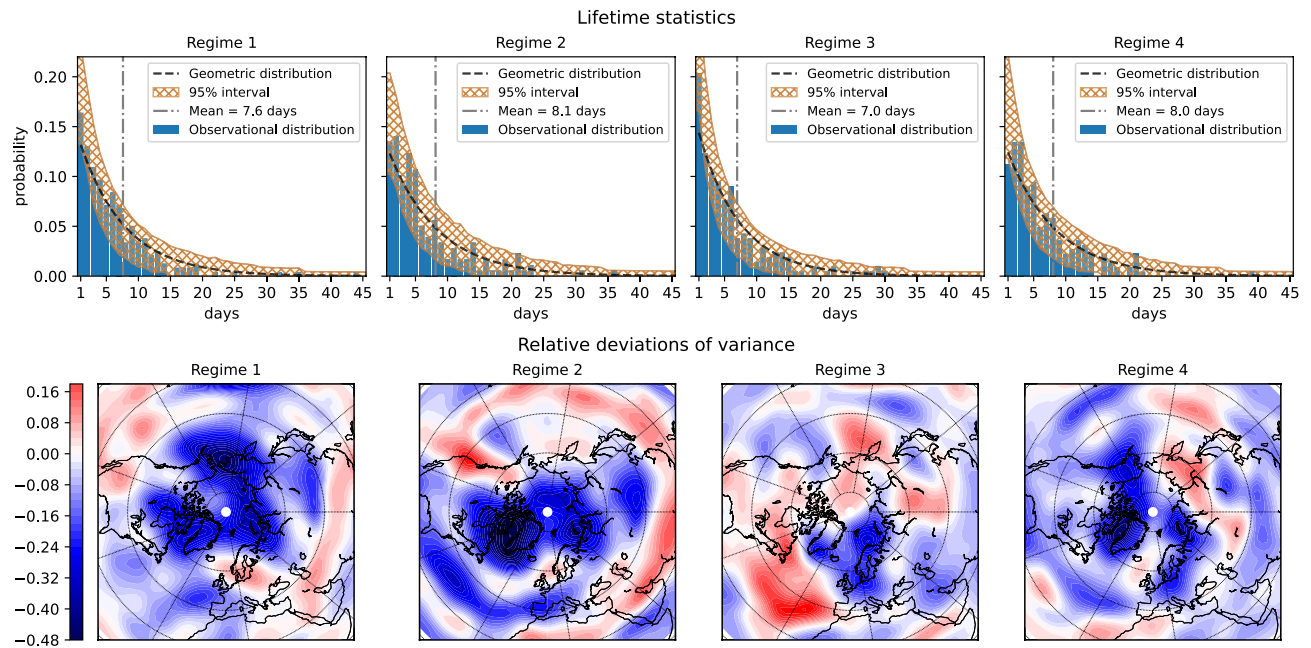 Lifetime statistics
Regime 1 Regime 2 Regime 3 Regime 4
probability
0.20
0.15
0.10
0.05
0.00
Geometric distribution
95% interval
Mean = 7.6 days
Observational distribution
Geometric distribution
95% interval
Mean = 8.1 days
Observational distribution
Geometric distribution
95% interval
Mean = 7.0 days
Observational distribution
Geometric distribution
95% interval
Mean = 8.0 days
Observational distribution
1 5 10 15 20 25 30 35 40 45 1 5 10 15 20 25 30 35 40 45 1 5 10 15 20 25 30 35 40 45 1 5 10 15 20 25 30 35 40 45
days days days days
Relative deviations of variance
Regime 1 Regime 2 Regime 3 Regime 4
0.16
0.08
0.00
−0.08
−0.16
−0.24
−0.32
−0.40
−0.48